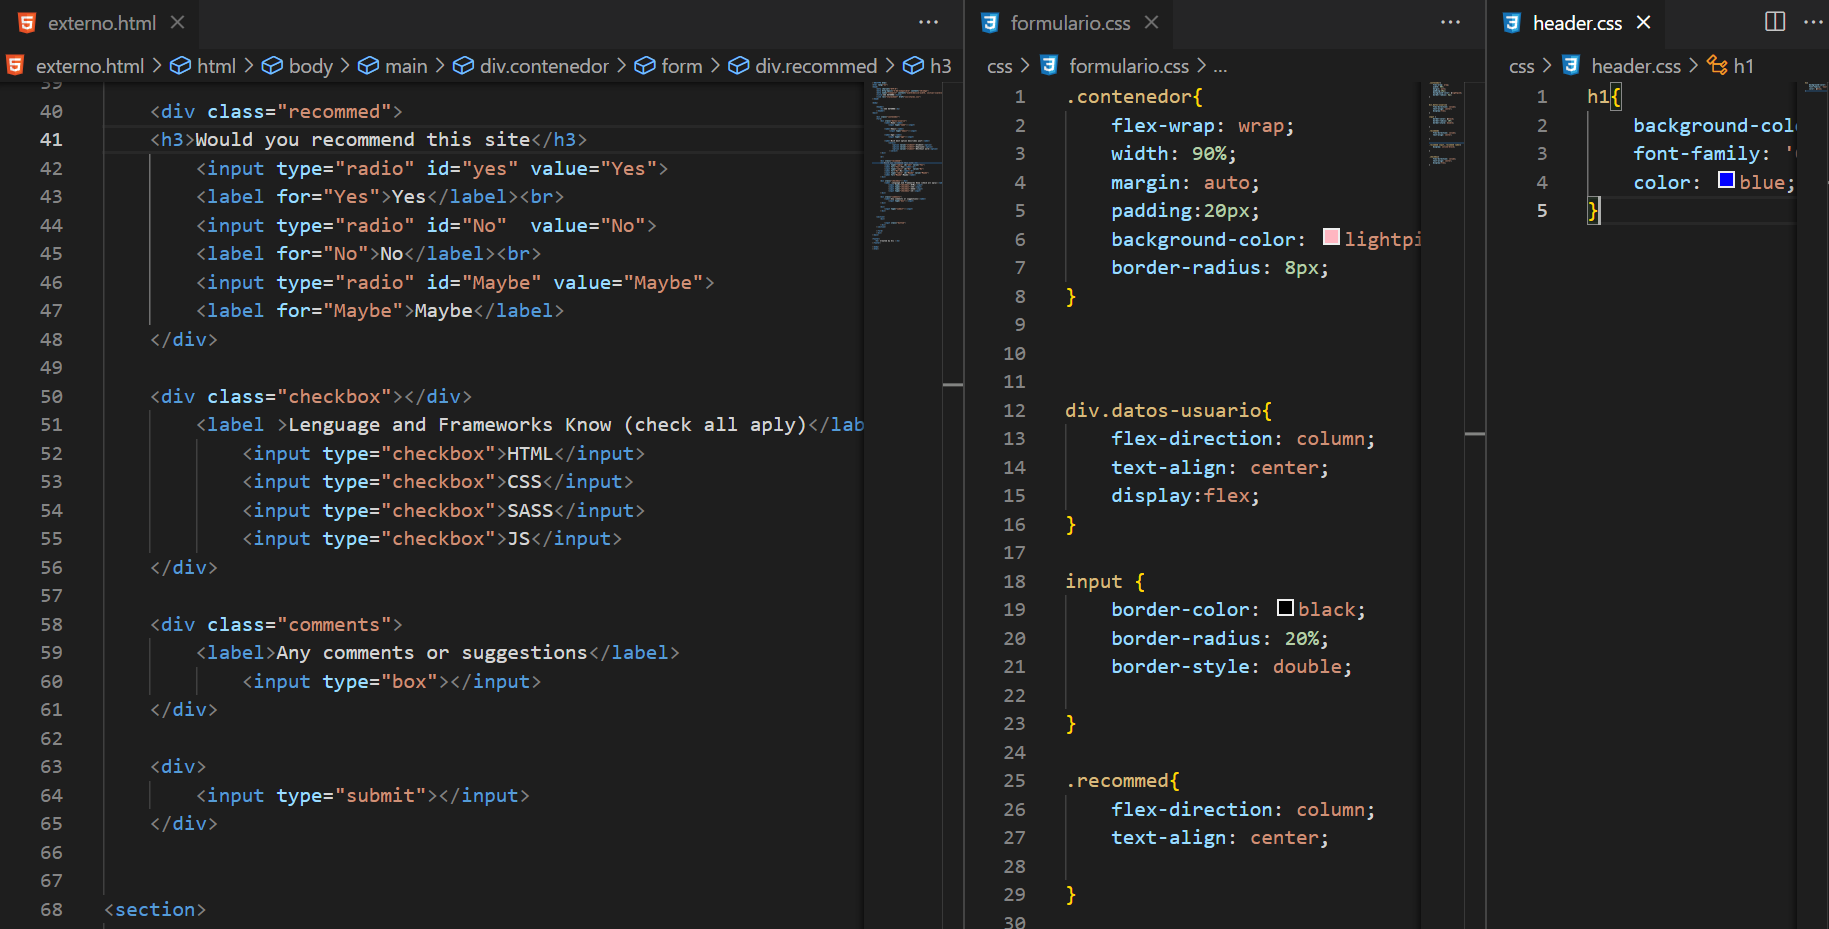 externo.html
externo.html > html > body > main > div.contenedor > form > div.recommed > h3
39
40 <div class="recommed">
41 <h3>Would you recommend this site</h3>
42 <input type="radio" id="yes" value="Yes">
43 <label for="Yes">Yes</label><br>
44 <input type="radio" id="No"  value="No">
45 <label for="No">No</label><br>
46 <input type="radio" id="Maybe" value="Maybe">
47 <label for="Maybe">Maybe</label>
48 </div>
49
50 <div class="checkbox"></div>
51 <label >Lenguage and Frameworks Know (check all aply)</lab
52 <input type="checkbox">HTML</input>
53 <input type="checkbox">CSS</input>
54 <input type="checkbox">SASS</input>
55 <input type="checkbox">JS</input>
56 </div>
57
58 <div class="comments">
59 <label>Any comments or suggestions</label>
60 <input type="box"></input>
61 </div>
62
63 <div>
64 <input type="submit"></input>
65 </div>
66
67
68 <section>
formulario.css
css > formulario.css > ...
1 .contenedor{
2 flex-wrap: wrap;
3 width: 90%;
4 margin: auto;
5 padding:20px;
6 background-color: lightpi
7 border-radius: 8px;
8 }
9
10
11
12 div.datos-usuario{
13 flex-direction: column;
14 text-align: center;
15 display:flex;
16 }
17
18 input {
19 border-color: black;
20 border-radius: 20%;
21 border-style: double;
22
23 }
24
25 .recommed{
26 flex-direction: column;
27 text-align: center;
28
29 }
30
header.css
css > header.css > h1
1 h1{
2 background-col
3 font-family: '
4 color: blue;
5 }